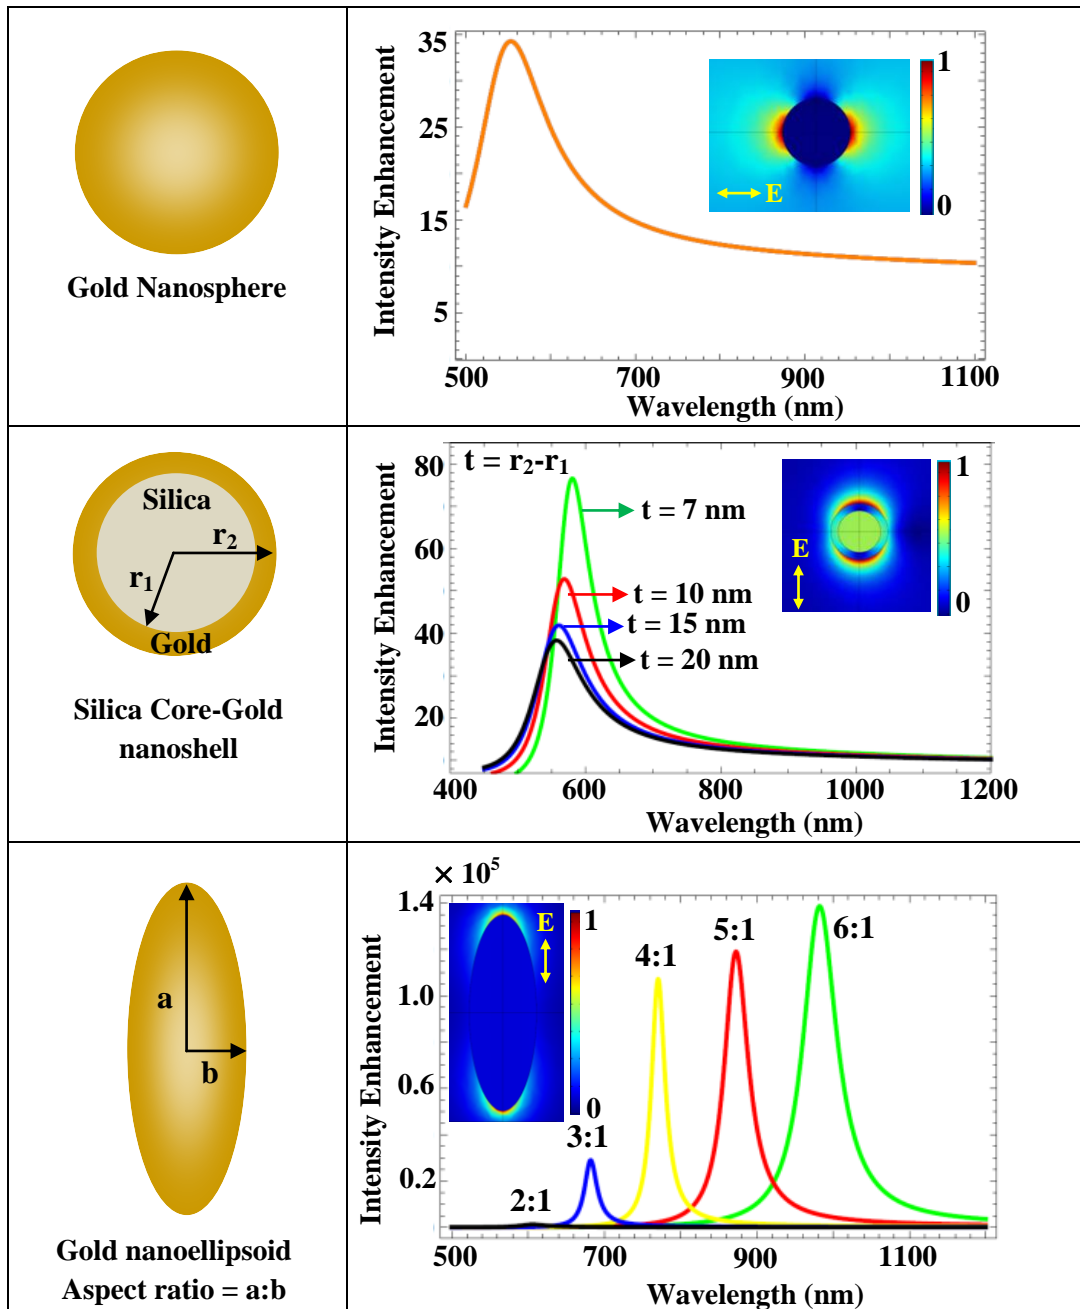 Gold Nanosphere
Intensity Enhancement
35
25
15
5
500
700
900
1100
Wavelength (nm)
1
0
E
Silica
r2
r1
Gold
Silica Core-Gold
nanoshell
Intensity Enhancement
80
60
40
20
t = r2-r1
t = 7 nm
t = 10 nm
t = 15 nm
t = 20 nm
E
1
0
400
600
800
1000
1200
Wavelength (nm)
a
b
Gold nanoellipsoid
Aspect ratio = a:b
× 10⁵
Intensity Enhancement
1.4
1.0
0.6
0.2
E
1
0
2:1
3:1
4:1
5:1
6:1
500
700
900
1100
Wavelength (nm)